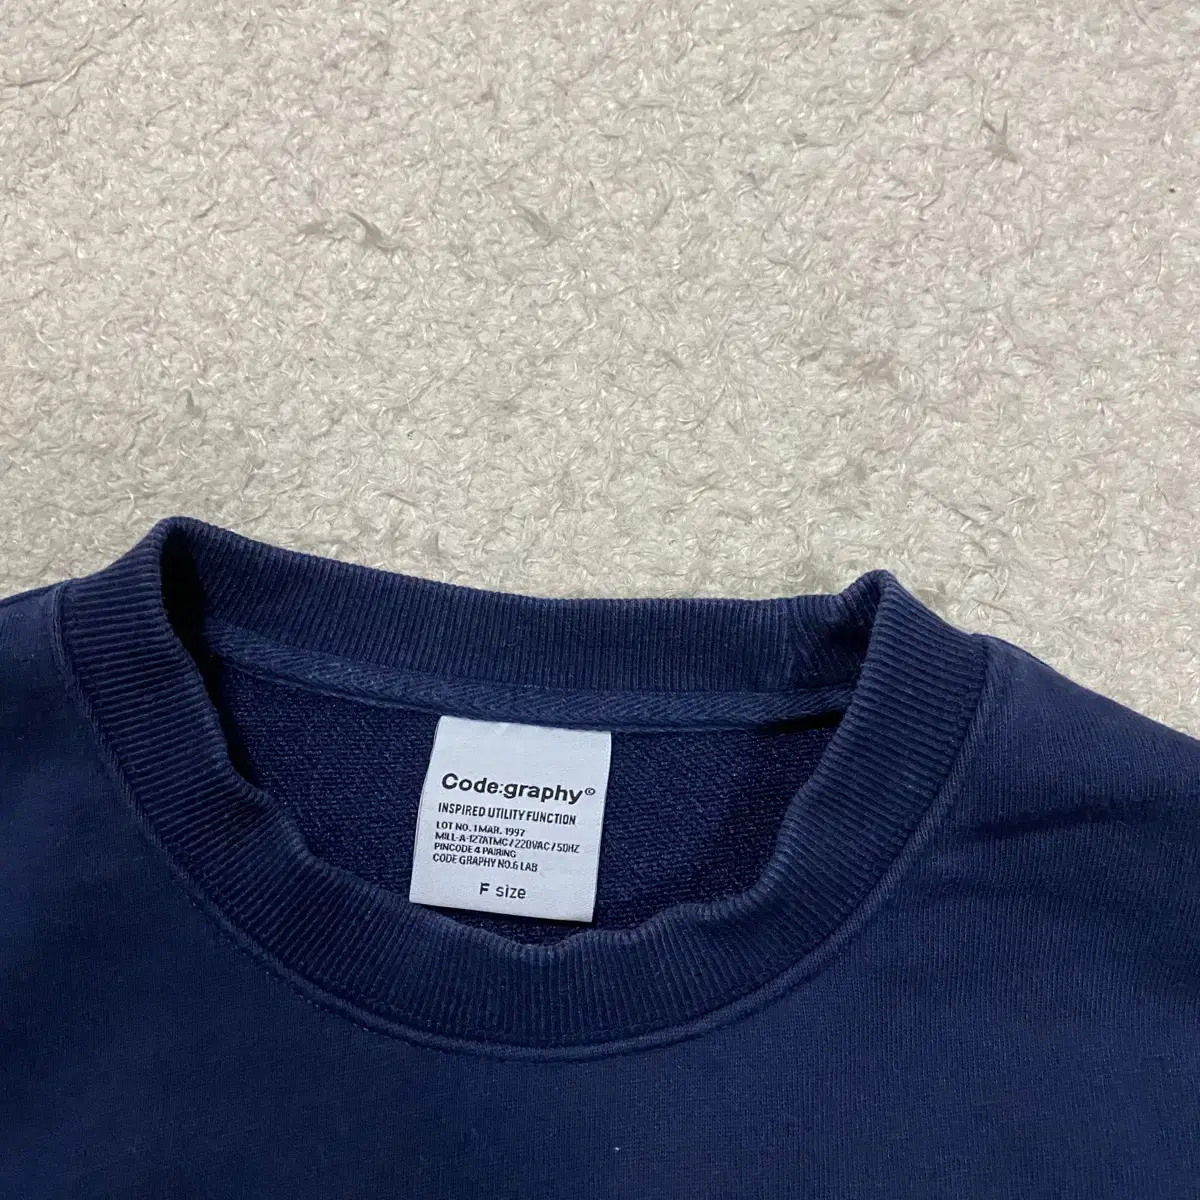 Code:graphy©
INSPIRED UTILITY FUNCTION
LOT NO. 1 MAR. 1997
MILL-A-127ATMC / 220VAC / 50HZ
PINCODE 4 PAIRING
CODE GRAPHY NO.6 LAB
F size